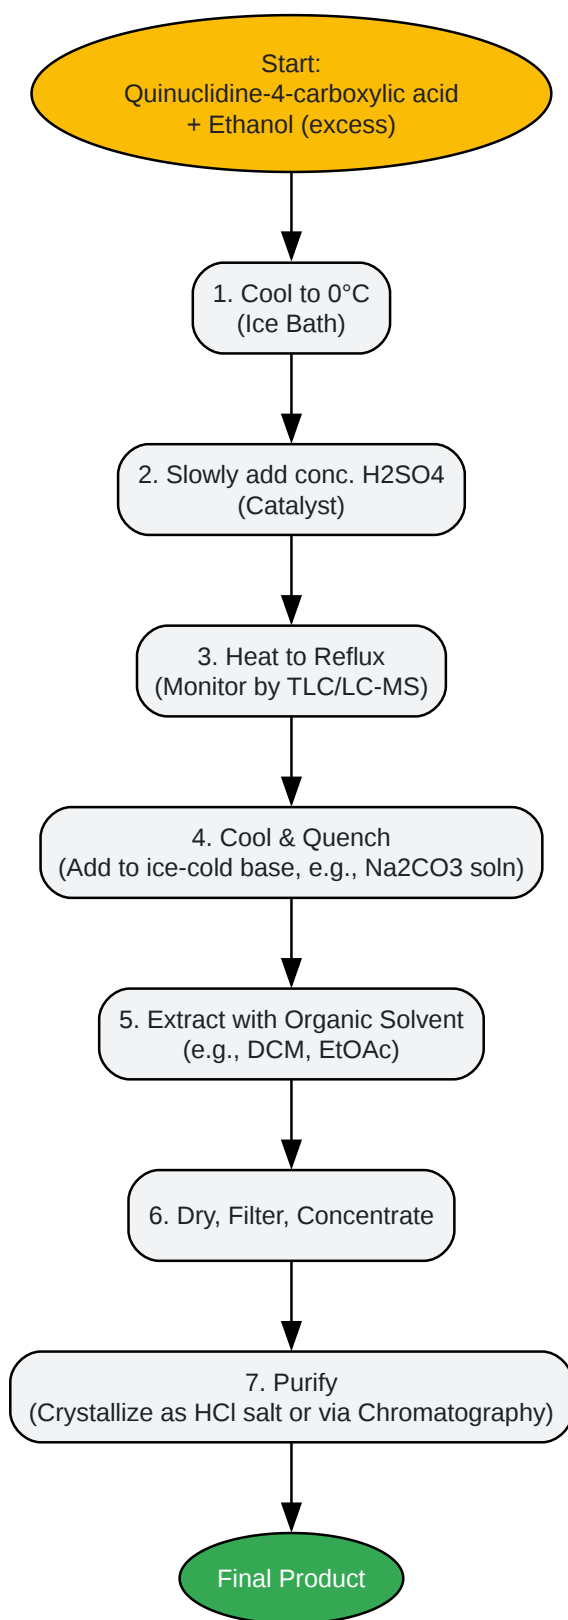 Start:
Quinuclidine-4-carboxylic acid
+ Ethanol (excess)
1. Cool to 0°C
(Ice Bath)
2. Slowly add conc. H2SO4
(Catalyst)
3. Heat to Reflux
(Monitor by TLC/LC-MS)
4. Cool & Quench
(Add to ice-cold base, e.g., Na2CO3 soln)
5. Extract with Organic Solvent
(e.g., DCM, EtOAc)
6. Dry, Filter, Concentrate
7. Purify
(Crystallize as HCl salt or via Chromatography)
Final Product